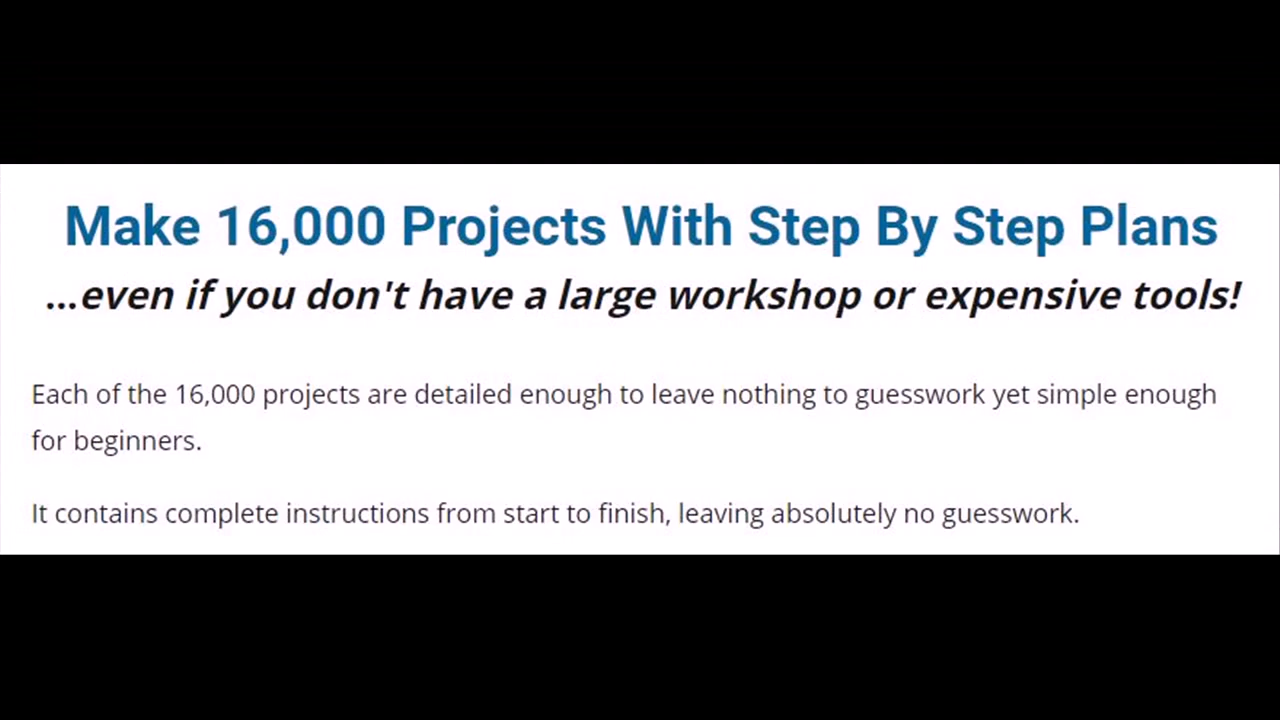 Make 16,000 Projects With Step By Step Plans
...even if you don't have a large workshop or expensive tools!
Each of the 16,000 projects are detailed enough to leave nothing to guesswork yet simple enough
for beginners.
It contains complete instructions from start to finish, leaving absolutely no guesswork.